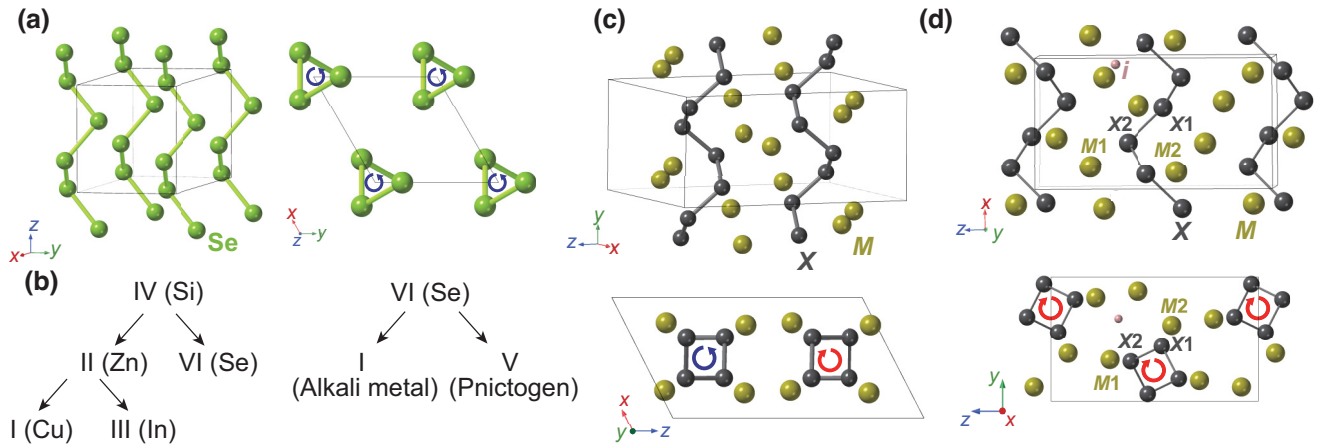 (a)
Se
z
x
y
x
z
y
(b)
IV (Si)
II (Zn)
VI (Se)
I (Cu)
III (In)
VI (Se)
I
(Alkali metal)
V
(Pnictogen)
(c)
X
M
y
z
x
x
y
z
(d)
i
X2
X1
M1
M2
X
M
x
z
y
M2
X2
X1
M1
y
z
x